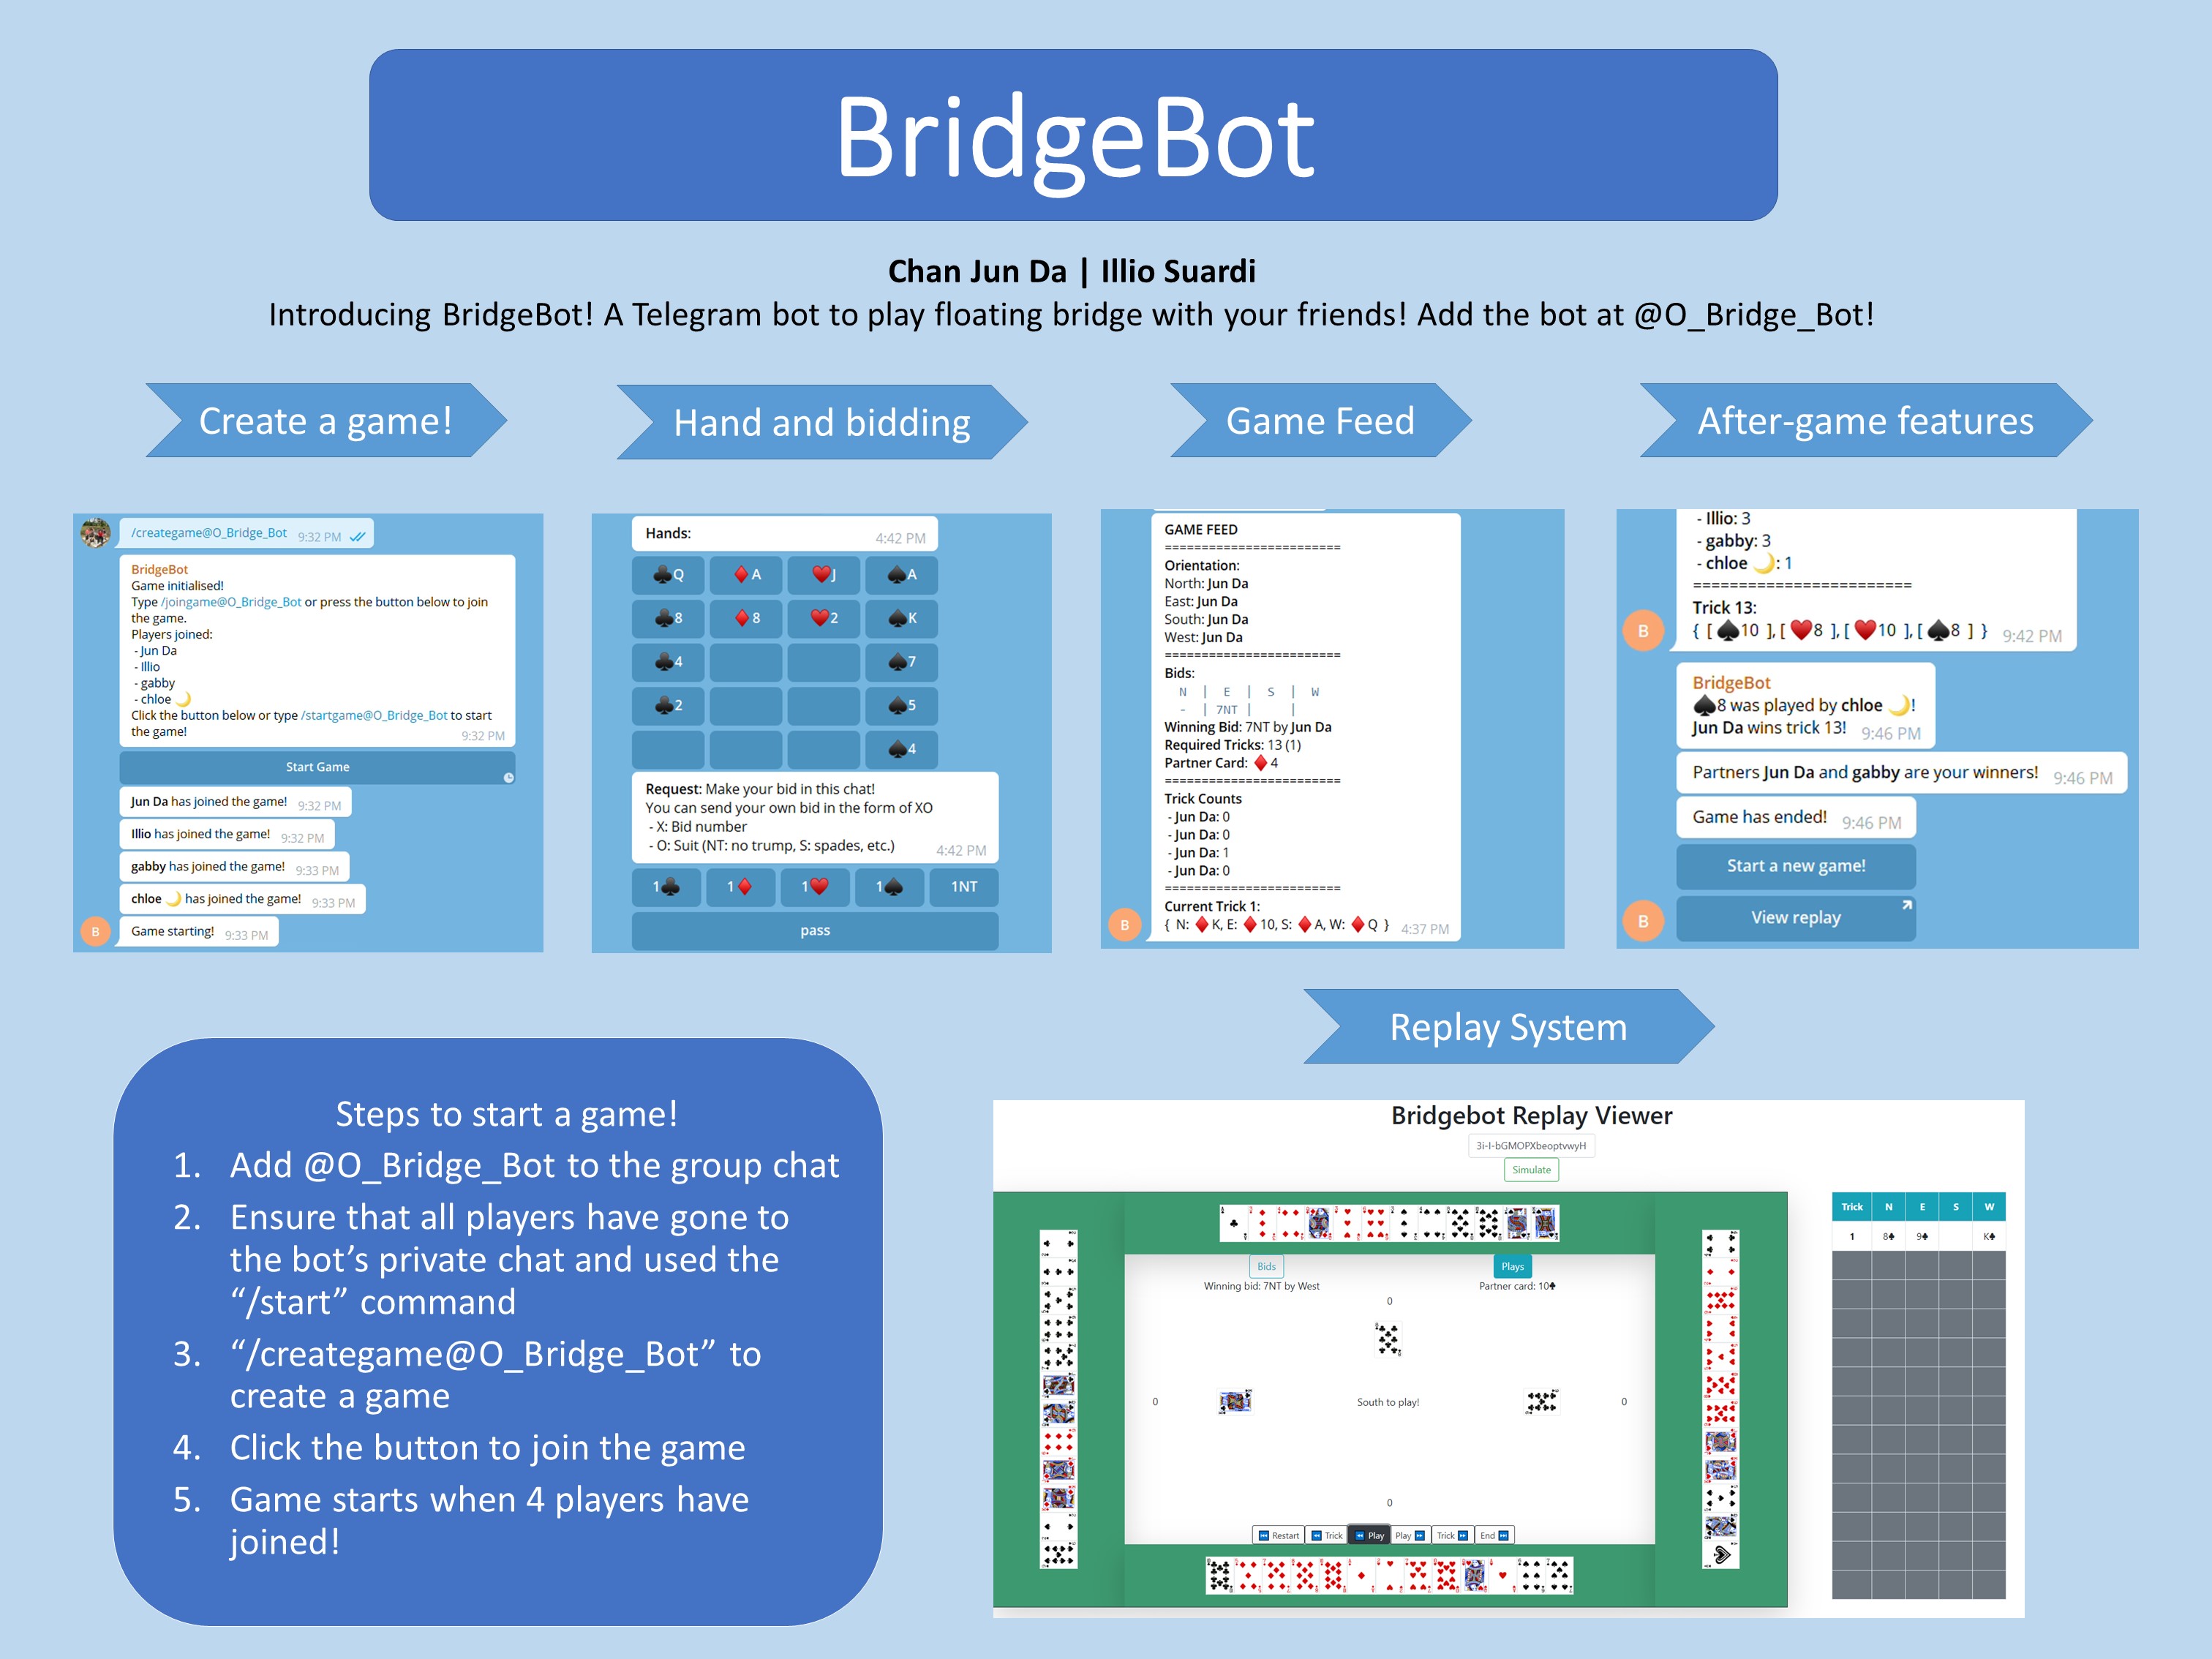 BridgeBot
Chan Jun Da | Illio Suardi
Introducing BridgeBot! A Telegram bot to play floating bridge with your friends! Add the bot at @O_Bridge_Bot!
Create a game!
/creategame@O_Bridge_Bot 9:32 PM
BridgeBot
Game initialised!
Type /joingame@O_Bridge_Bot or press the button below to join
the game.
Players joined:
- Jun Da
- Illio
- gabby
- chloe 🌙
Click the button below or type /startgame@O_Bridge_Bot to start
the game!
9:32 PM
Start Game
Jun Da has joined the game! 9:32 PM
Illio has joined the game! 9:32 PM
gabby has joined the game! 9:33 PM
chloe 🌙 has joined the game! 9:33 PM
B Game starting! 9:33 PM
Hand and bidding
Hands: 4:42 PM
♣Q ♦A ♥J ♠A
♣8 ♦8 ♥2 ♠K
♣4 ♠7
♣2 ♠5
♠4
Request: Make your bid in this chat!
You can send your own bid in the form of XO
- X: Bid number
- O: Suit (NT: no trump, S: spades, etc.) 4:42 PM
1♣ 1♦ 1♥ 1♠ 1NT
pass
Game Feed
GAME FEED
=========================
Orientation:
North: Jun Da
East: Jun Da
South: Jun Da
West: Jun Da
=========================
Bids:
N | E | S | W
- | 7NT | |
Winning Bid: 7NT by Jun Da
Required Tricks: 13 (1)
Partner Card: ♦4
=========================
Trick Counts
- Jun Da: 0
- Jun Da: 0
- Jun Da: 1
- Jun Da: 0
=========================
Current Trick 1:
B { N: ♦K, E: ♦10, S: ♦A, W: ♦Q } 4:37 PM
After-game features
- Illio: 3
- gabby: 3
- chloe 🌙: 1
=========================
Trick 13:
B { [ ♠10 ],[ ♥8 ],[ ♥10 ],[ ♠8 ] } 9:42 PM
BridgeBot
♠8 was played by chloe 🌙!
Jun Da wins trick 13! 9:46 PM
Partners Jun Da and gabby are your winners! 9:46 PM
Game has ended! 9:46 PM
Start a new game!
B View replay
Steps to start a game!
1. Add @O_Bridge_Bot to the group chat
2. Ensure that all players have gone to
the bot’s private chat and used the
“/start” command
3. “/creategame@O_Bridge_Bot” to
create a game
4. Click the button to join the game
5. Game starts when 4 players have
joined!
Replay System
Bridgebot Replay Viewer
3i-I-bGMOPXbeoptvwyH
Simulate
Bids Plays
Winning bid: 7NT by West Partner card: 10♣
0
0 South to play! 0
0
Restart Trick Play Play Trick End
Trick N E S W
1 8♣ 9♣ K♣